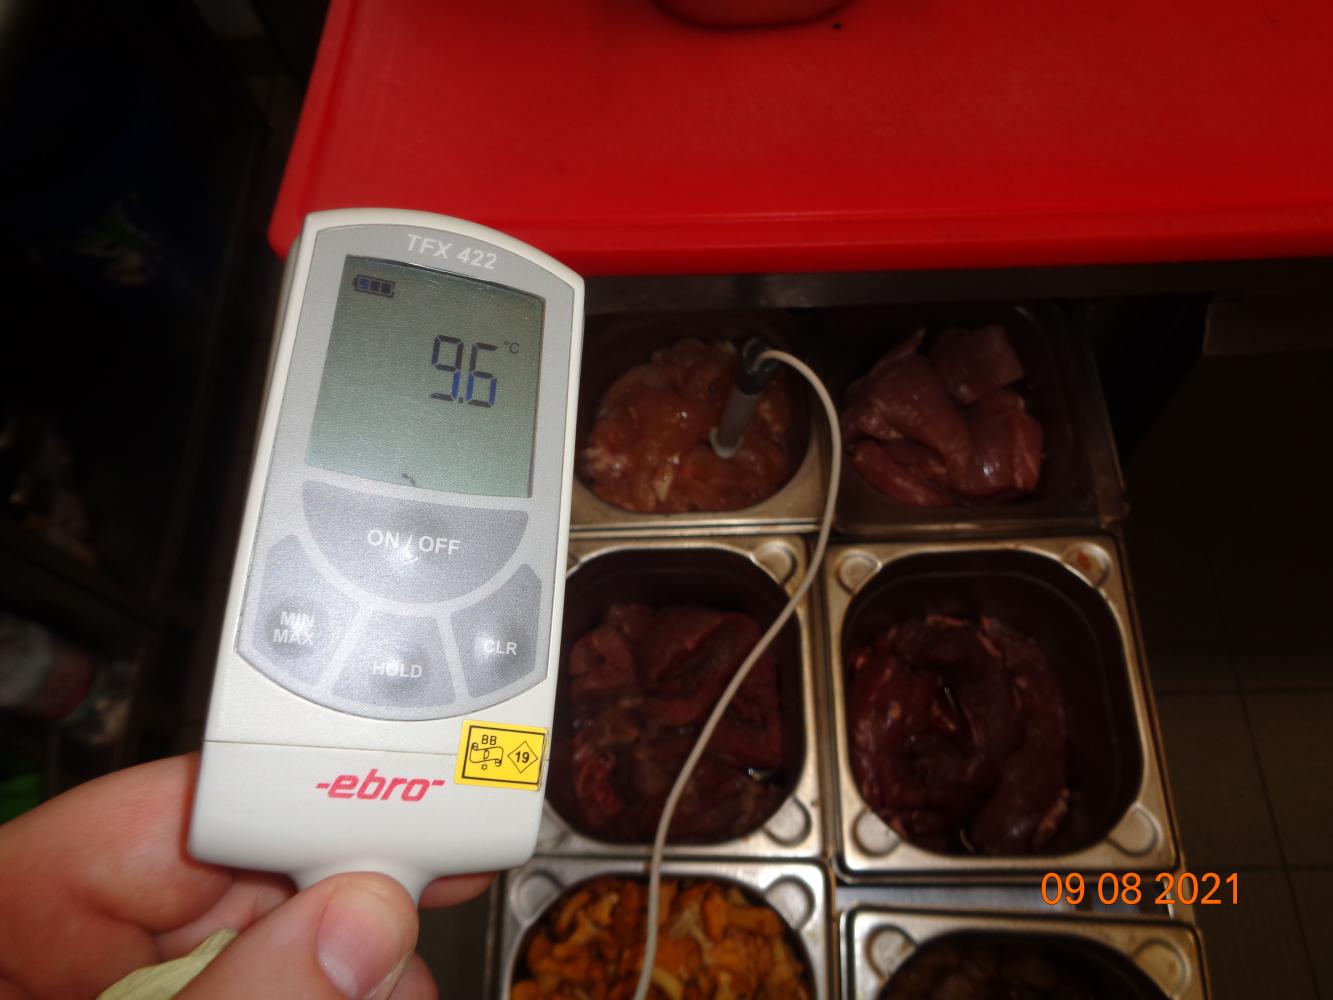 TFX 422
9.6 °C
ON / OFF
MIN
MAX
HOLD
CLR
BB
D
19
-ebro-
09 08 2021